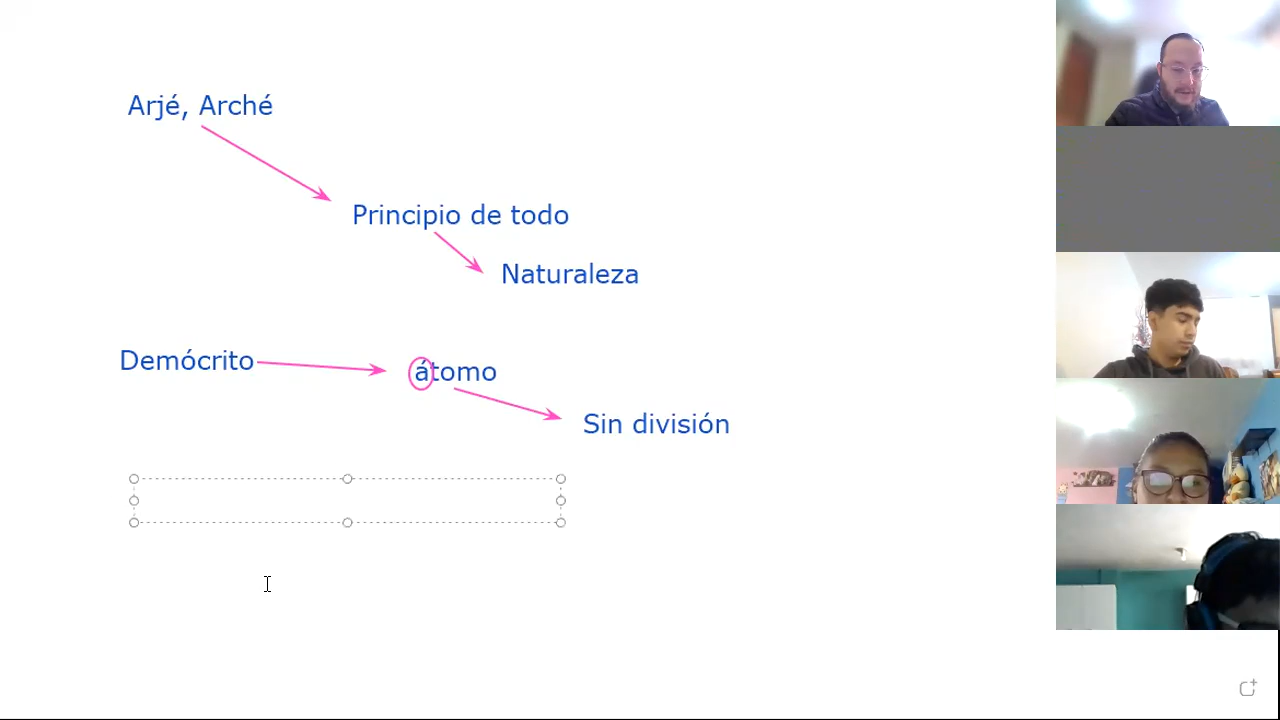 Arjé, Arché
Principio de todo
Naturaleza
Demócrito
átomo
Sin división